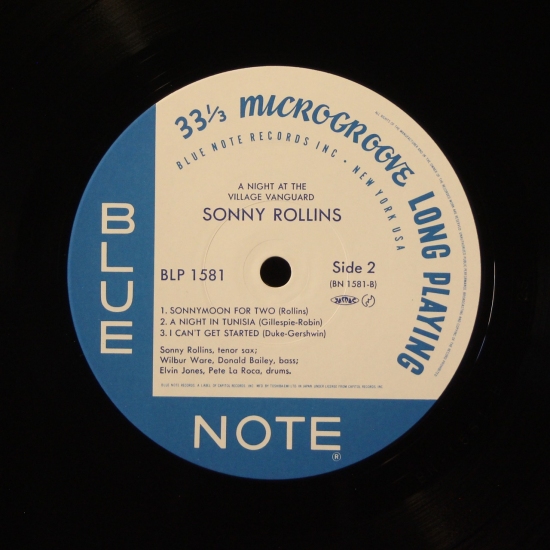 33⅓ MICROGROOVE LONG PLAYING
BLUE NOTE RECORDS INC • NEW YORK USA
A NIGHT AT THE
VILLAGE VANGUARD
SONNY ROLLINS
BLP 1581
Side 2
(BN 1581-B)
JASRAC
1. SONNYMOON FOR TWO (Rollins)
2. A NIGHT IN TUNISIA (Gillespie-Robin)
3. I CAN'T GET STARTED (Duke-Gershwin)
Sonny Rollins, tenor sax;
Wilbur Ware, Donald Bailey, bass;
Elvin Jones, Pete La Roca, drums.
BLUE
NOTE®